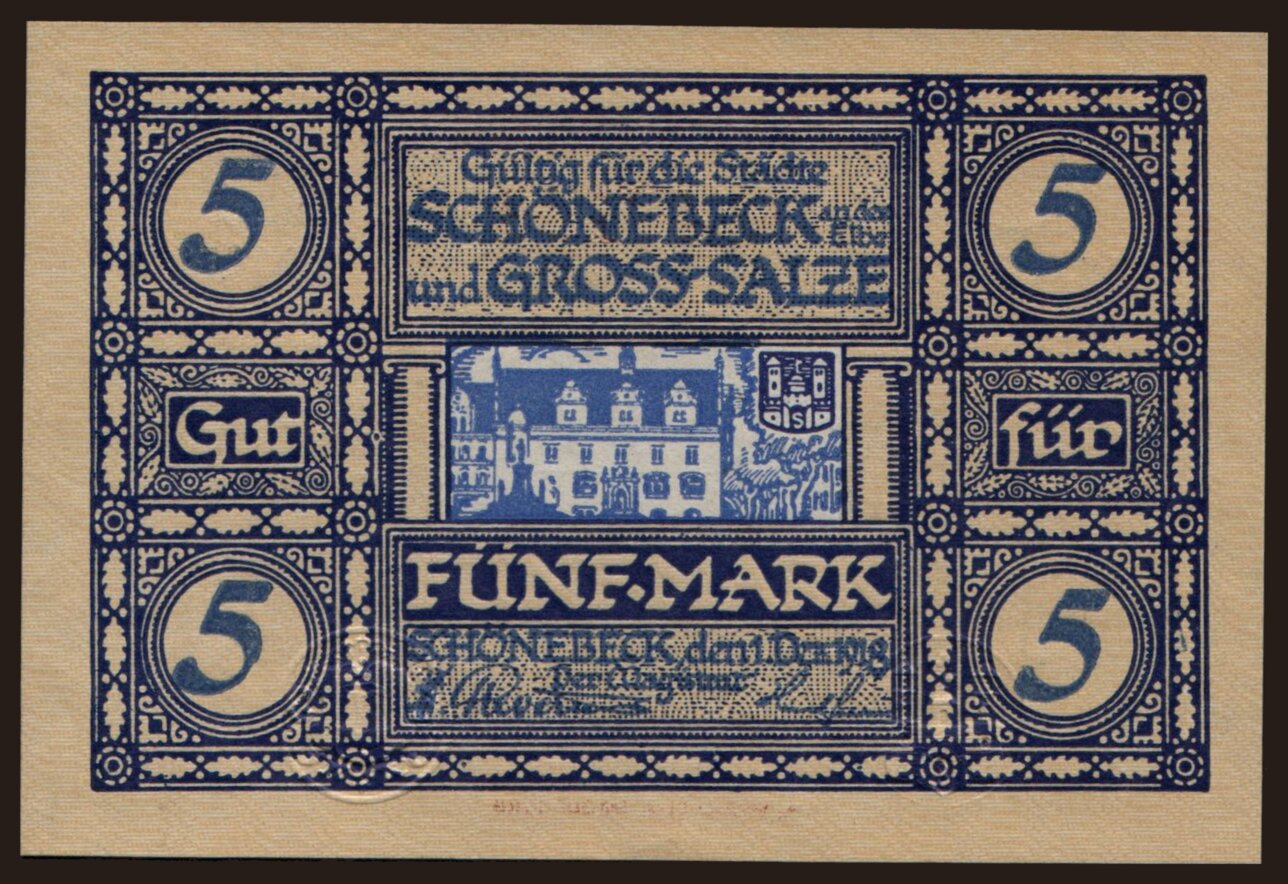 5
Gültig für die Städte
5
SCHÖNEBECK an der Elbe
und GROSS-SALZE
Gut
S
für
FÜNF·MARK
5
SCHÖNEBECK, den 1. Dez. 1918
5
Der Magistrat